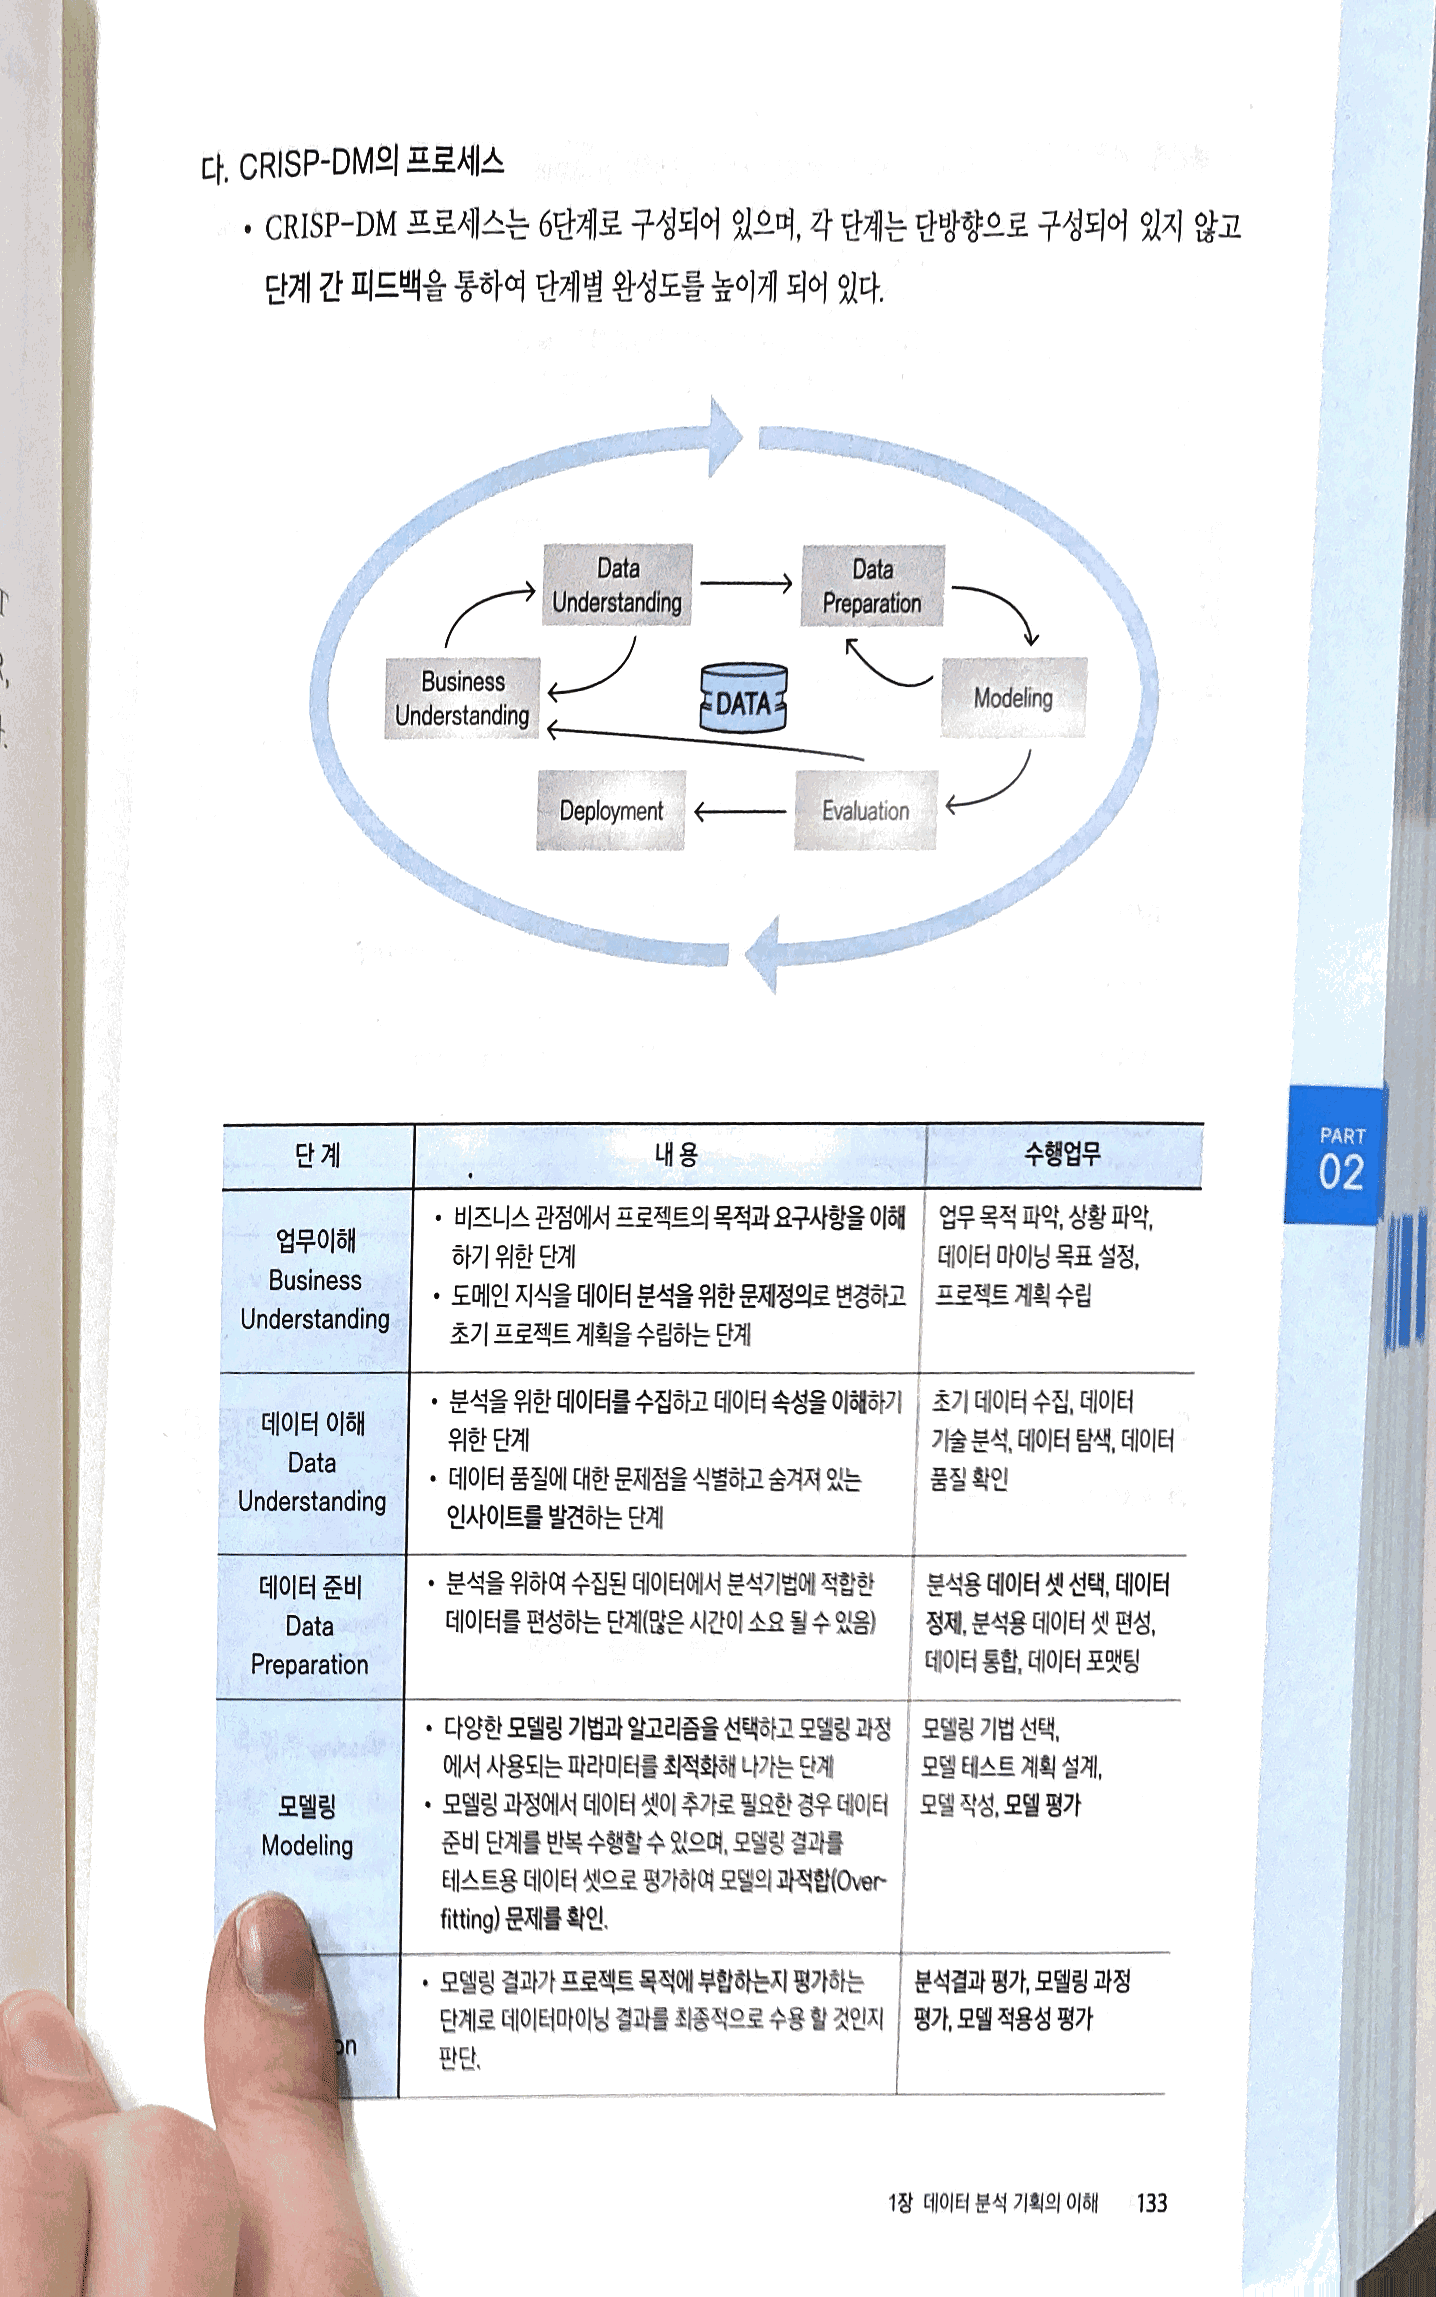 다. CRISP-DM의 프로세스
• CRISP-DM 프로세스는 6단계로 구성되어 있으며, 각 단계는 단방향으로 구성되어 있지 않고
단계 간 피드백을 통하여 단계별 완성도를 높이게 되어 있다.
Data
Understanding
Data
Preparation
Business
Understanding
DATA
Modeling
Deployment
Evaluation
PART
02
단계
내용
수행업무
업무이해
Business
Understanding
• 비즈니스 관점에서 프로젝트의 목적과 요구사항을 이해
하기 위한 단계
• 도메인 지식을 데이터 분석을 위한 문제정의로 변경하고
초기 프로젝트 계획을 수립하는 단계
업무 목적 파악, 상황 파악,
데이터 마이닝 목표 설정,
프로젝트 계획 수립
데이터 이해
Data
Understanding
• 분석을 위한 데이터를 수집하고 데이터 속성을 이해하기
위한 단계
• 데이터 품질에 대한 문제점을 식별하고 숨겨져 있는
인사이트를 발견하는 단계
초기 데이터 수집, 데이터
기술 분석, 데이터 탐색, 데이터
품질 확인
데이터 준비
Data
Preparation
• 분석을 위하여 수집된 데이터에서 분석기법에 적합한
데이터를 편성하는 단계(많은 시간이 소요 될 수 있음)
분석용 데이터 셋 선택, 데이터
정제, 분석용 데이터 셋 편성,
데이터 통합, 데이터 포맷팅
모델링
Modeling
• 다양한 모델링 기법과 알고리즘을 선택하고 모델링 과정
에서 사용되는 파라미터를 최적화해 나가는 단계
• 모델링 과정에서 데이터 셋이 추가로 필요한 경우 데이터
준비 단계를 반복 수행할 수 있으며, 모델링 결과를
테스트용 데이터 셋으로 평가하여 모델의 과적합(Over-
fitting) 문제를 확인.
모델링 기법 선택,
모델 테스트 계획 설계,
모델 작성, 모델 평가
on
• 모델링 결과가 프로젝트 목적에 부합하는지 평가하는
단계로 데이터마이닝 결과를 최종적으로 수용 할 것인지
판단.
분석결과 평가, 모델링 과정
평가, 모델 적용성 평가
1장 데이터 분석 기획의 이해 133